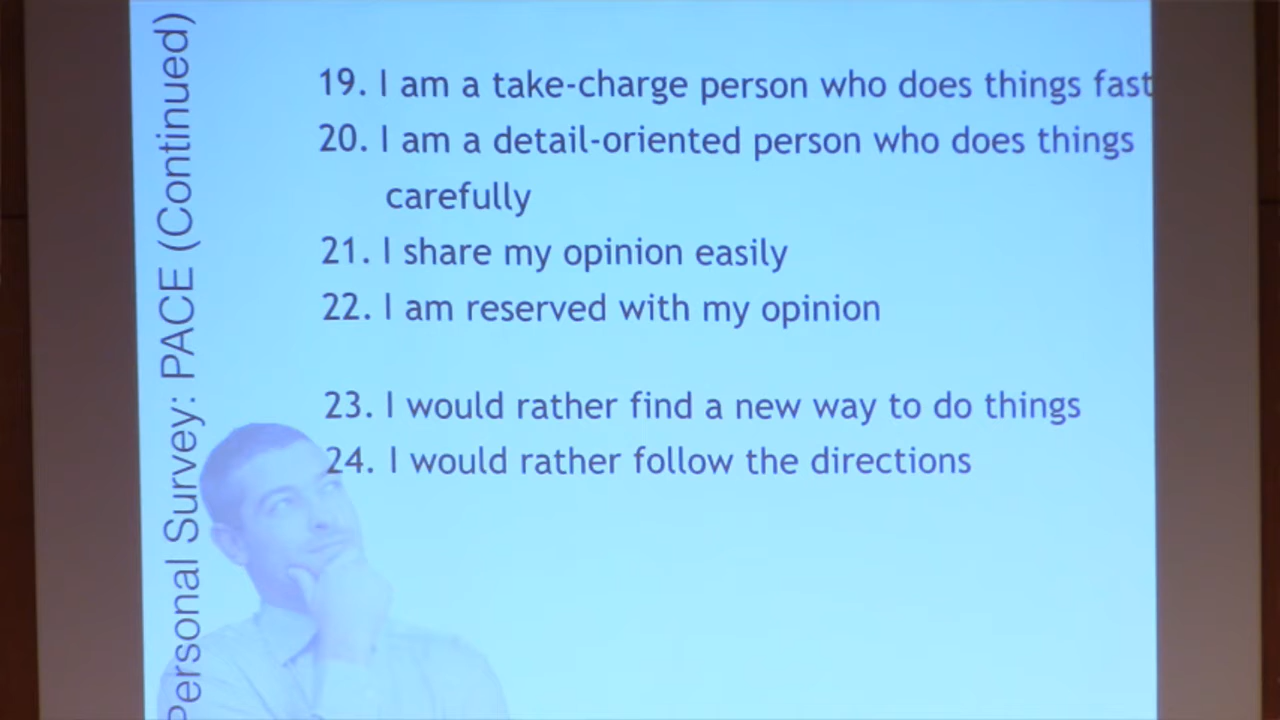 Personal Survey: PACE (Continued)
19. I am a take-charge person who does things fast
20. I am a detail-oriented person who does things
carefully
21. I share my opinion easily
22. I am reserved with my opinion
23. I would rather find a new way to do things
24. I would rather follow the directions